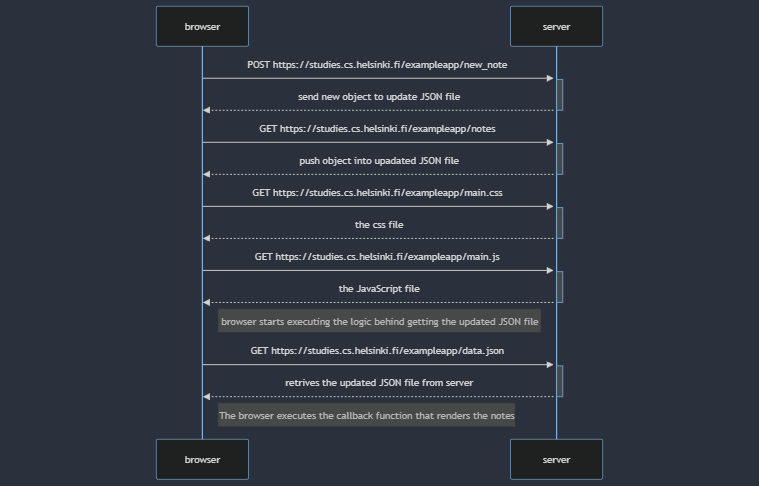 browser server
POST https://studies.cs.helsinki.fi/exampleapp/new_note
send new object to update JSON file
GET https://studies.cs.helsinki.fi/exampleapp/notes
push object into upadated JSON file
GET https://studies.cs.helsinki.fi/exampleapp/main.css
the css file
GET https://studies.cs.helsinki.fi/exampleapp/main.js
the JavaScript file
browser starts executing the logic behind getting the updated JSON file
GET https://studies.cs.helsinki.fi/exampleapp/data.json
retrives the updated JSON file from server
The browser executes the callback function that renders the notes
browser server